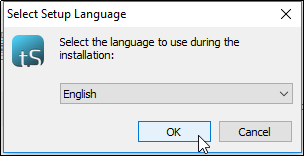 Select Setup Language
tS
Select the language to use during the
installation:
English
OK
Cancel